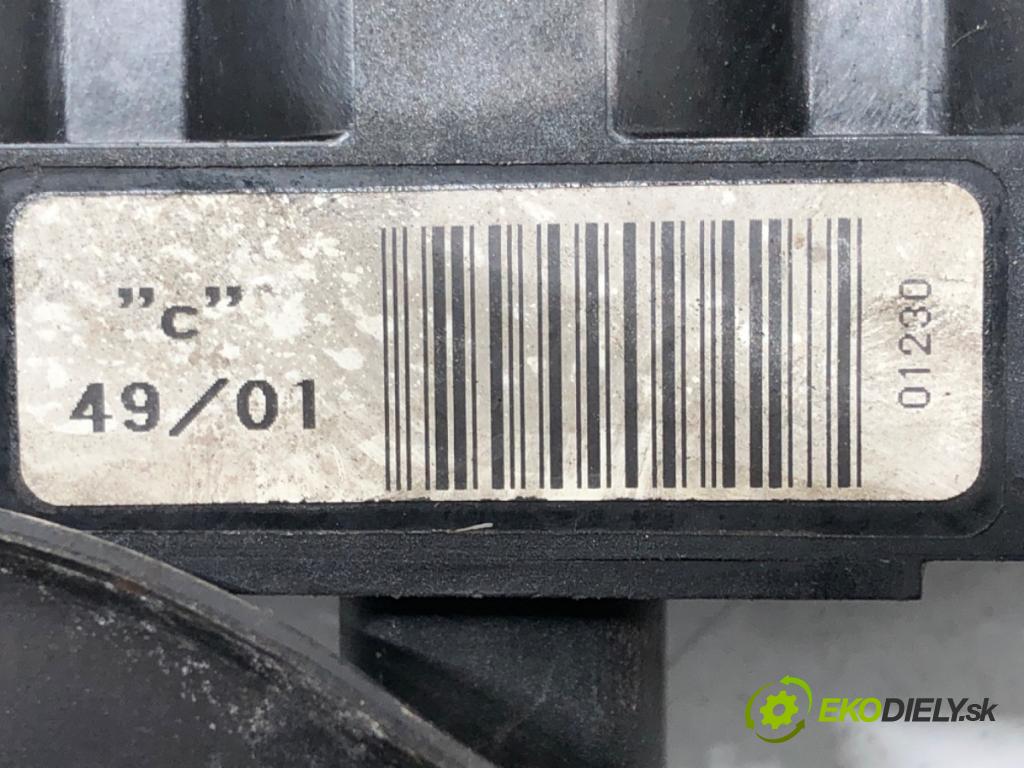 "c"
49/01
01230
EKODIELY.sk